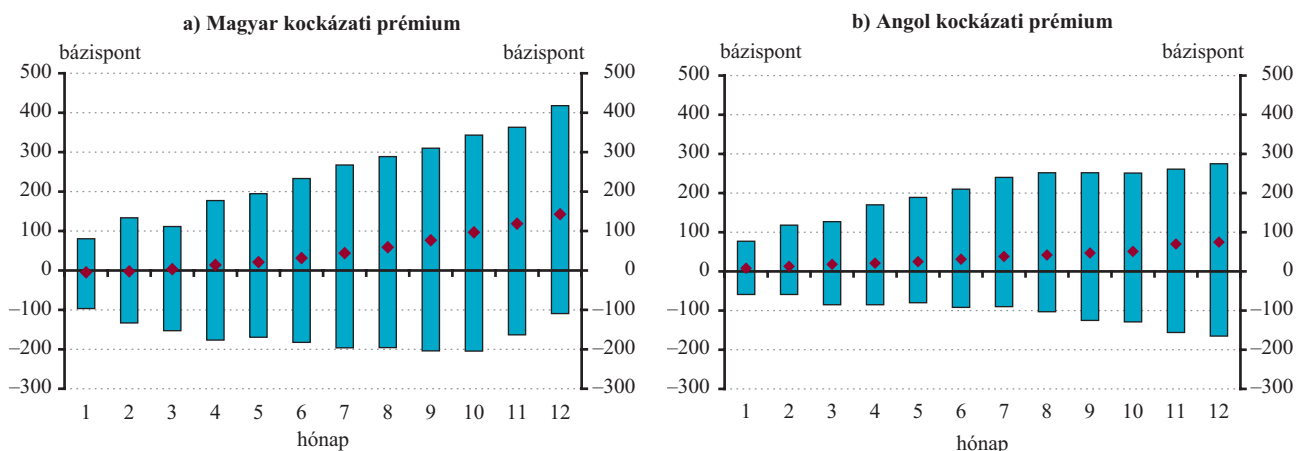 a) Magyar kockázati prémium
bázispont bázispont
500 500
400 400
300 300
200 200
100 100
0 0
–100 –100
–200 –200
–300 –300
1 2 3 4 5 6 7 8 9 10 11 12
hónap
b) Angol kockázati prémium
bázispont bázispont
500 500
400 400
300 300
200 200
100 100
0 0
–100 –100
–200 –200
–300 –300
1 2 3 4 5 6 7 8 9 10 11 12
hónap